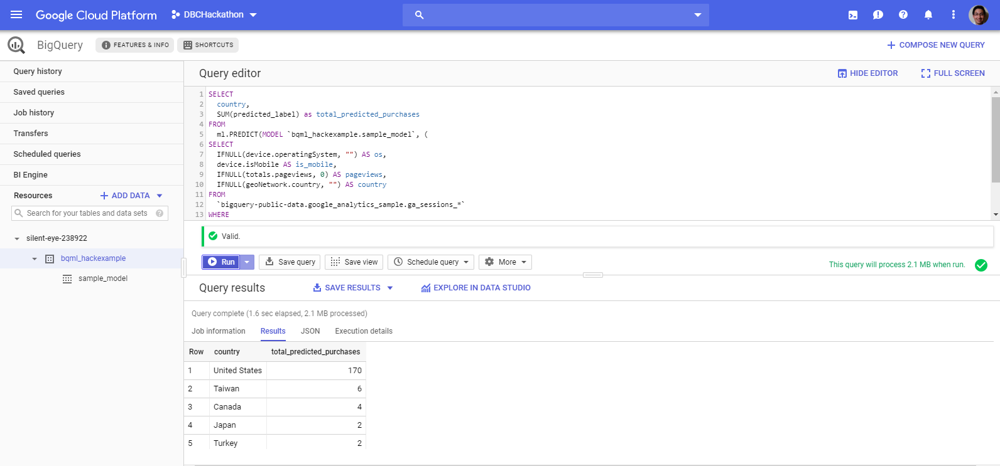 Google Cloud Platform DBCHackathon
BigQuery FEATURES & INFO SHORTCUTS COMPOSE NEW QUERY
Query history
Saved queries
Job history
Transfers
Scheduled queries
BI Engine
Resources ADD DATA
Search for your tables and data sets
silent-eye-238922
bqml_hackexample
sample_model
Query editor HIDE EDITOR FULL SCREEN
1 SELECT
2 country,
3 SUM(predicted_label) as total_predicted_purchases
4 FROM
5 ml.PREDICT(MODEL `bqml_hackexample.sample_model`, (
6 SELECT
7 IFNULL(device.operatingSystem, "") AS os,
8 device.isMobile AS is_mobile,
9 IFNULL(totals.pageviews, 0) AS pageviews,
10 IFNULL(geoNetwork.country, "") AS country
11 FROM
12 `bigquery-public-data.google_analytics_sample.ga_sessions_*`
13 WHERE
Valid.
Run Save query Save view Schedule query More This query will process 2.1 MB when run.
Query results SAVE RESULTS EXPLORE IN DATA STUDIO
Query complete (1.6 sec elapsed, 2.1 MB processed)
Job information Results JSON Execution details
Row country total_predicted_purchases
1 United States 170
2 Taiwan 6
3 Canada 4
4 Japan 2
5 Turkey 2